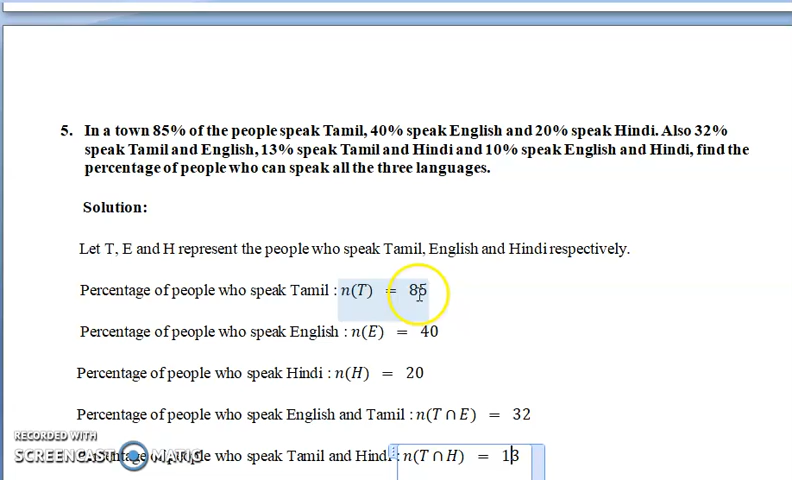 5. In a town 85% of the people speak Tamil, 40% speak English and 20% speak Hindi. Also 32%
speak Tamil and English, 13% speak Tamil and Hindi and 10% speak English and Hindi, find the
percentage of people who can speak all the three languages.
Solution:
Let T, E and H represent the people who speak Tamil, English and Hindi respectively.
Percentage of people who speak Tamil : n(T) = 85
Percentage of people who speak English : n(E) = 40
Percentage of people who speak Hindi : n(H) = 20
Percentage of people who speak English and Tamil : n(T ∩ E) = 32
RECORDED WITH
SCREENCAST MATIC
who speak Tamil and Hindi : n(T ∩ H) = 13